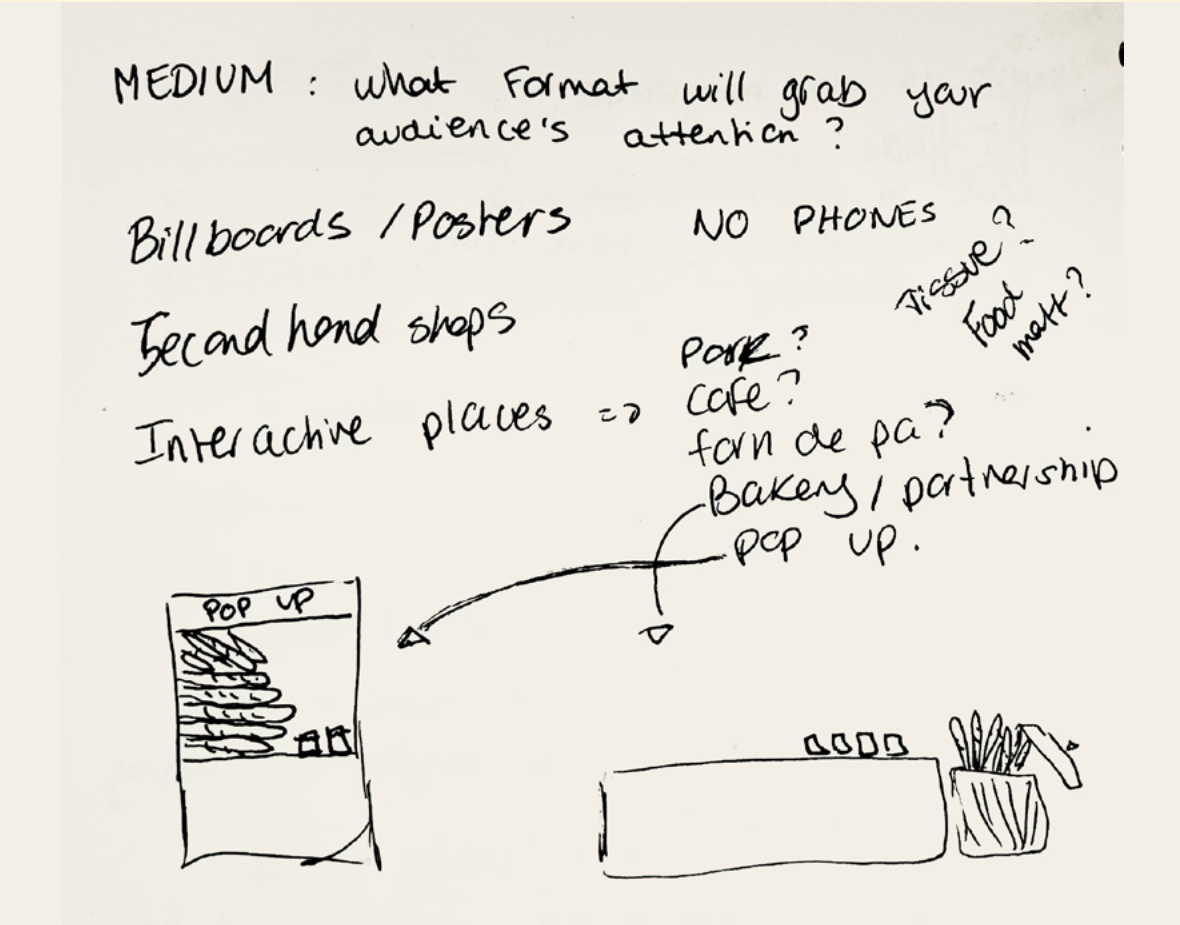 MEDIUM : what Format will grab your
audience's attention ?
Billboards / Posters
NO PHONES
Tissue?
Food
matt?
Second hand shops
Interactive places =>
Park?
Cafe?
forn de pa?
Bakery / partnership
POP UP.
POP UP